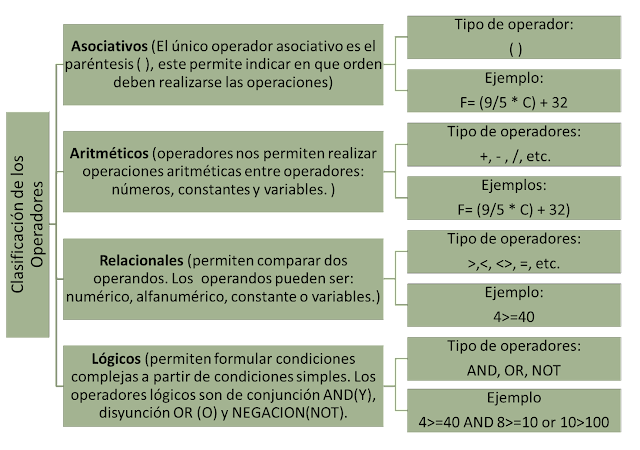 Clasificación de los
Operadores
Asociativos (El único operador asociativo es el
paréntesis ( ), este permite indicar en que orden
deben realizarse las operaciones)
Tipo de operador:
( )
Ejemplo:
F= (9/5 * C) + 32
Aritméticos (operadores nos permiten realizar
operaciones aritméticas entre operadores:
números, constantes y variables. )
Tipo de operadores:
+, - , /, etc.
Ejemplos:
F= (9/5 * C) + 32)
Relacionales (permiten comparar dos
operandos. Los operandos pueden ser:
numérico, alfanumérico, constante o variables.)
Tipo de operadores:
>,<, <>, =, etc.
Ejemplo:
4>=40
Lógicos (permiten formular condiciones
complejas a partir de condiciones simples. Los
operadores lógicos son de conjunción AND(Y),
disyunción OR (O) y NEGACION(NOT).
Tipo de operadores:
AND, OR, NOT
Ejemplo
4>=40 AND 8>=10 or 10>100